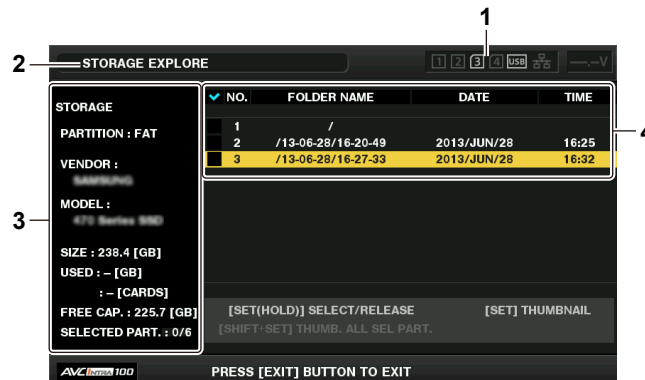 1
2
STORAGE EXPLORE
1 2 3 4 USB
—.–V
STORAGE
PARTITION : FAT
VENDOR :
SAMSUNG
MODEL :
470 Series SSD
SIZE : 238.4 [GB]
USED : – [GB]
: – [CARDS]
FREE CAP. : 225.7 [GB]
SELECTED PART. : 0/6
3
NO. FOLDER NAME DATE TIME
1 /
2 /13-06-28/16-20-49 2013/JUN/28 16:25
3 /13-06-28/16-27-33 2013/JUN/28 16:32
4
[SET(HOLD)] SELECT/RELEASE [SET] THUMBNAIL
[SHIFT+SET] THUMB. ALL SEL PART.
AVC INTRA 100
PRESS [EXIT] BUTTON TO EXIT